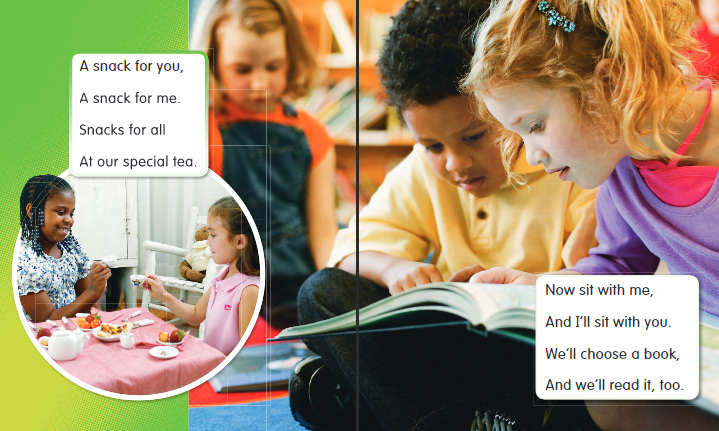 A snack for you,
A snack for me.
Snacks for all
At our special tea.
Now sit with me,
And I'll sit with you.
We'll choose a book,
And we'll read it, too.